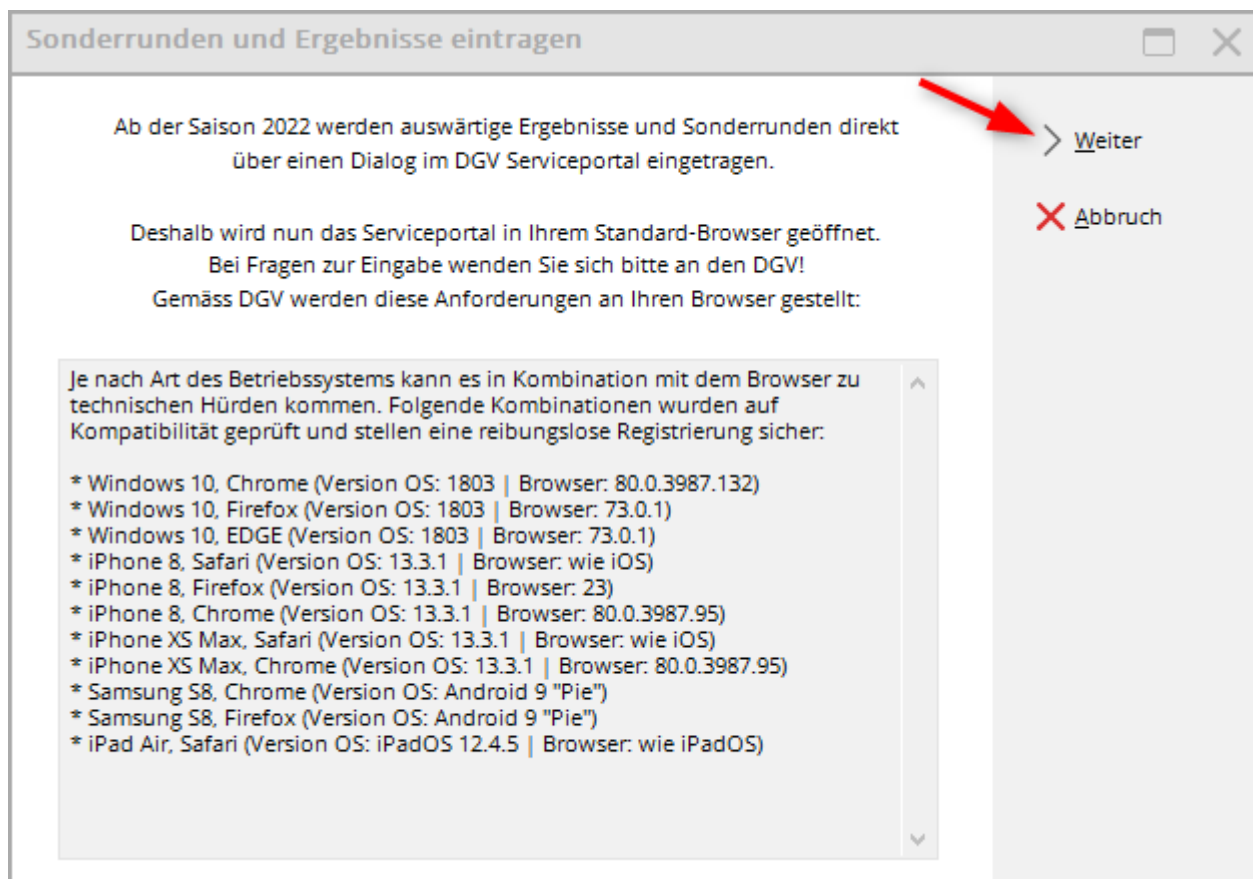 Sonderrunden und Ergebnisse eintragen
Ab der Saison 2022 werden auswärtige Ergebnisse und Sonderrunden direkt
über einen Dialog im DGV Serviceportal eingetragen.
Deshalb wird nun das Serviceportal in Ihrem Standard-Browser geöffnet.
Bei Fragen zur Eingabe wenden Sie sich bitte an den DGV!
Gemäss DGV werden diese Anforderungen an Ihren Browser gestellt:
Je nach Art des Betriebssystems kann es in Kombination mit dem Browser zu
technischen Hürden kommen. Folgende Kombinationen wurden auf
Kompatibilität geprüft und stellen eine reibungslose Registrierung sicher:
* Windows 10, Chrome (Version OS: 1803 | Browser: 80.0.3987.132)
* Windows 10, Firefox (Version OS: 1803 | Browser: 73.0.1)
* Windows 10, EDGE (Version OS: 1803 | Browser: 73.0.1)
* iPhone 8, Safari (Version OS: 13.3.1 | Browser: wie iOS)
* iPhone 8, Firefox (Version OS: 13.3.1 | Browser: 23)
* iPhone 8, Chrome (Version OS: 13.3.1 | Browser: 80.0.3987.95)
* iPhone XS Max, Safari (Version OS: 13.3.1 | Browser: wie iOS)
* iPhone XS Max, Chrome (Version OS: 13.3.1 | Browser: 80.0.3987.95)
* Samsung S8, Chrome (Version OS: Android 9 "Pie")
* Samsung S8, Firefox (Version OS: Android 9 "Pie")
* iPad Air, Safari (Version OS: iPadOS 12.4.5 | Browser: wie iPadOS)
Weiter
Abbruch